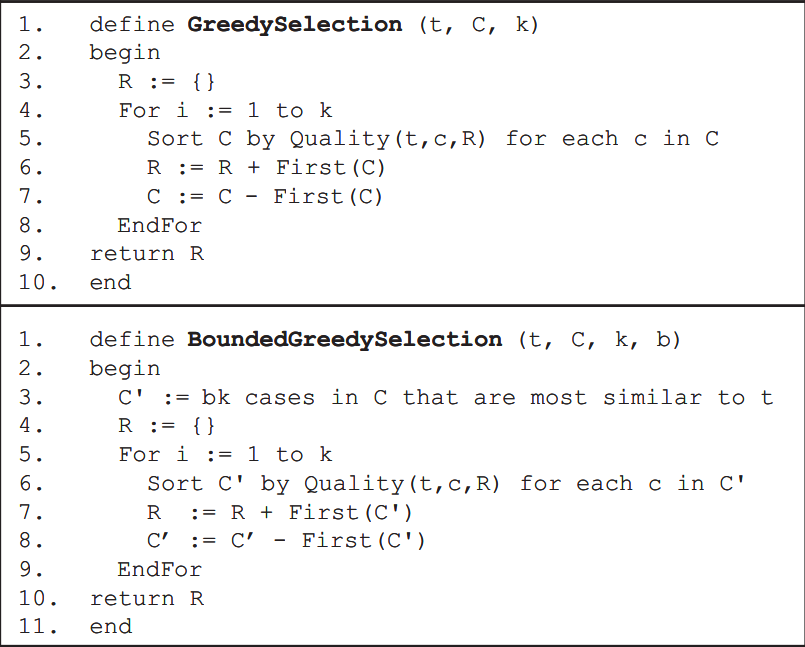 1. define GreedySelection (t, C, k)
2. begin
3. R := {}
4. For i := 1 to k
5. Sort C by Quality(t,c,R) for each c in C
6. R := R + First(C)
7. C := C - First(C)
8. EndFor
9. return R
10. end
1. define BoundedGreedySelection (t, C, k, b)
2. begin
3. C' := bk cases in C that are most similar to t
4. R := {}
5. For i := 1 to k
6. Sort C' by Quality(t,c,R) for each c in C'
7. R := R + First(C')
8. C′ := C′ - First(C')
9. EndFor
10. return R
11. end